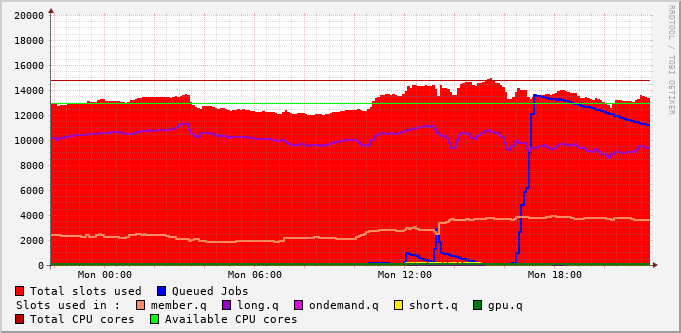 20000
18000
16000
14000
12000
10000
8000
6000
4000
2000
0
Mon 00:00 Mon 06:00 Mon 12:00 Mon 18:00
RRDTOOL / TOBI OETIKER
Total slots used Queued Jobs
Slots used in : member.q long.q ondemand.q short.q gpu.q
Total CPU cores Available CPU cores